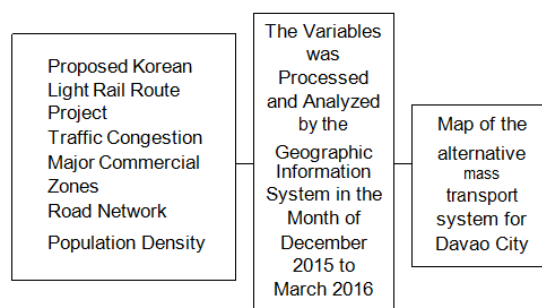 Proposed Korean
Light Rail Route
Project
Traffic Congestion
Major Commercial
Zones
Road Network
Population Density
The Variables
was
Processed
and Analyzed
by the
Geographic
Information
System in the
Month of
December
2015 to
March 2016
Map of the
alternative
mass
transport
system for
Davao City